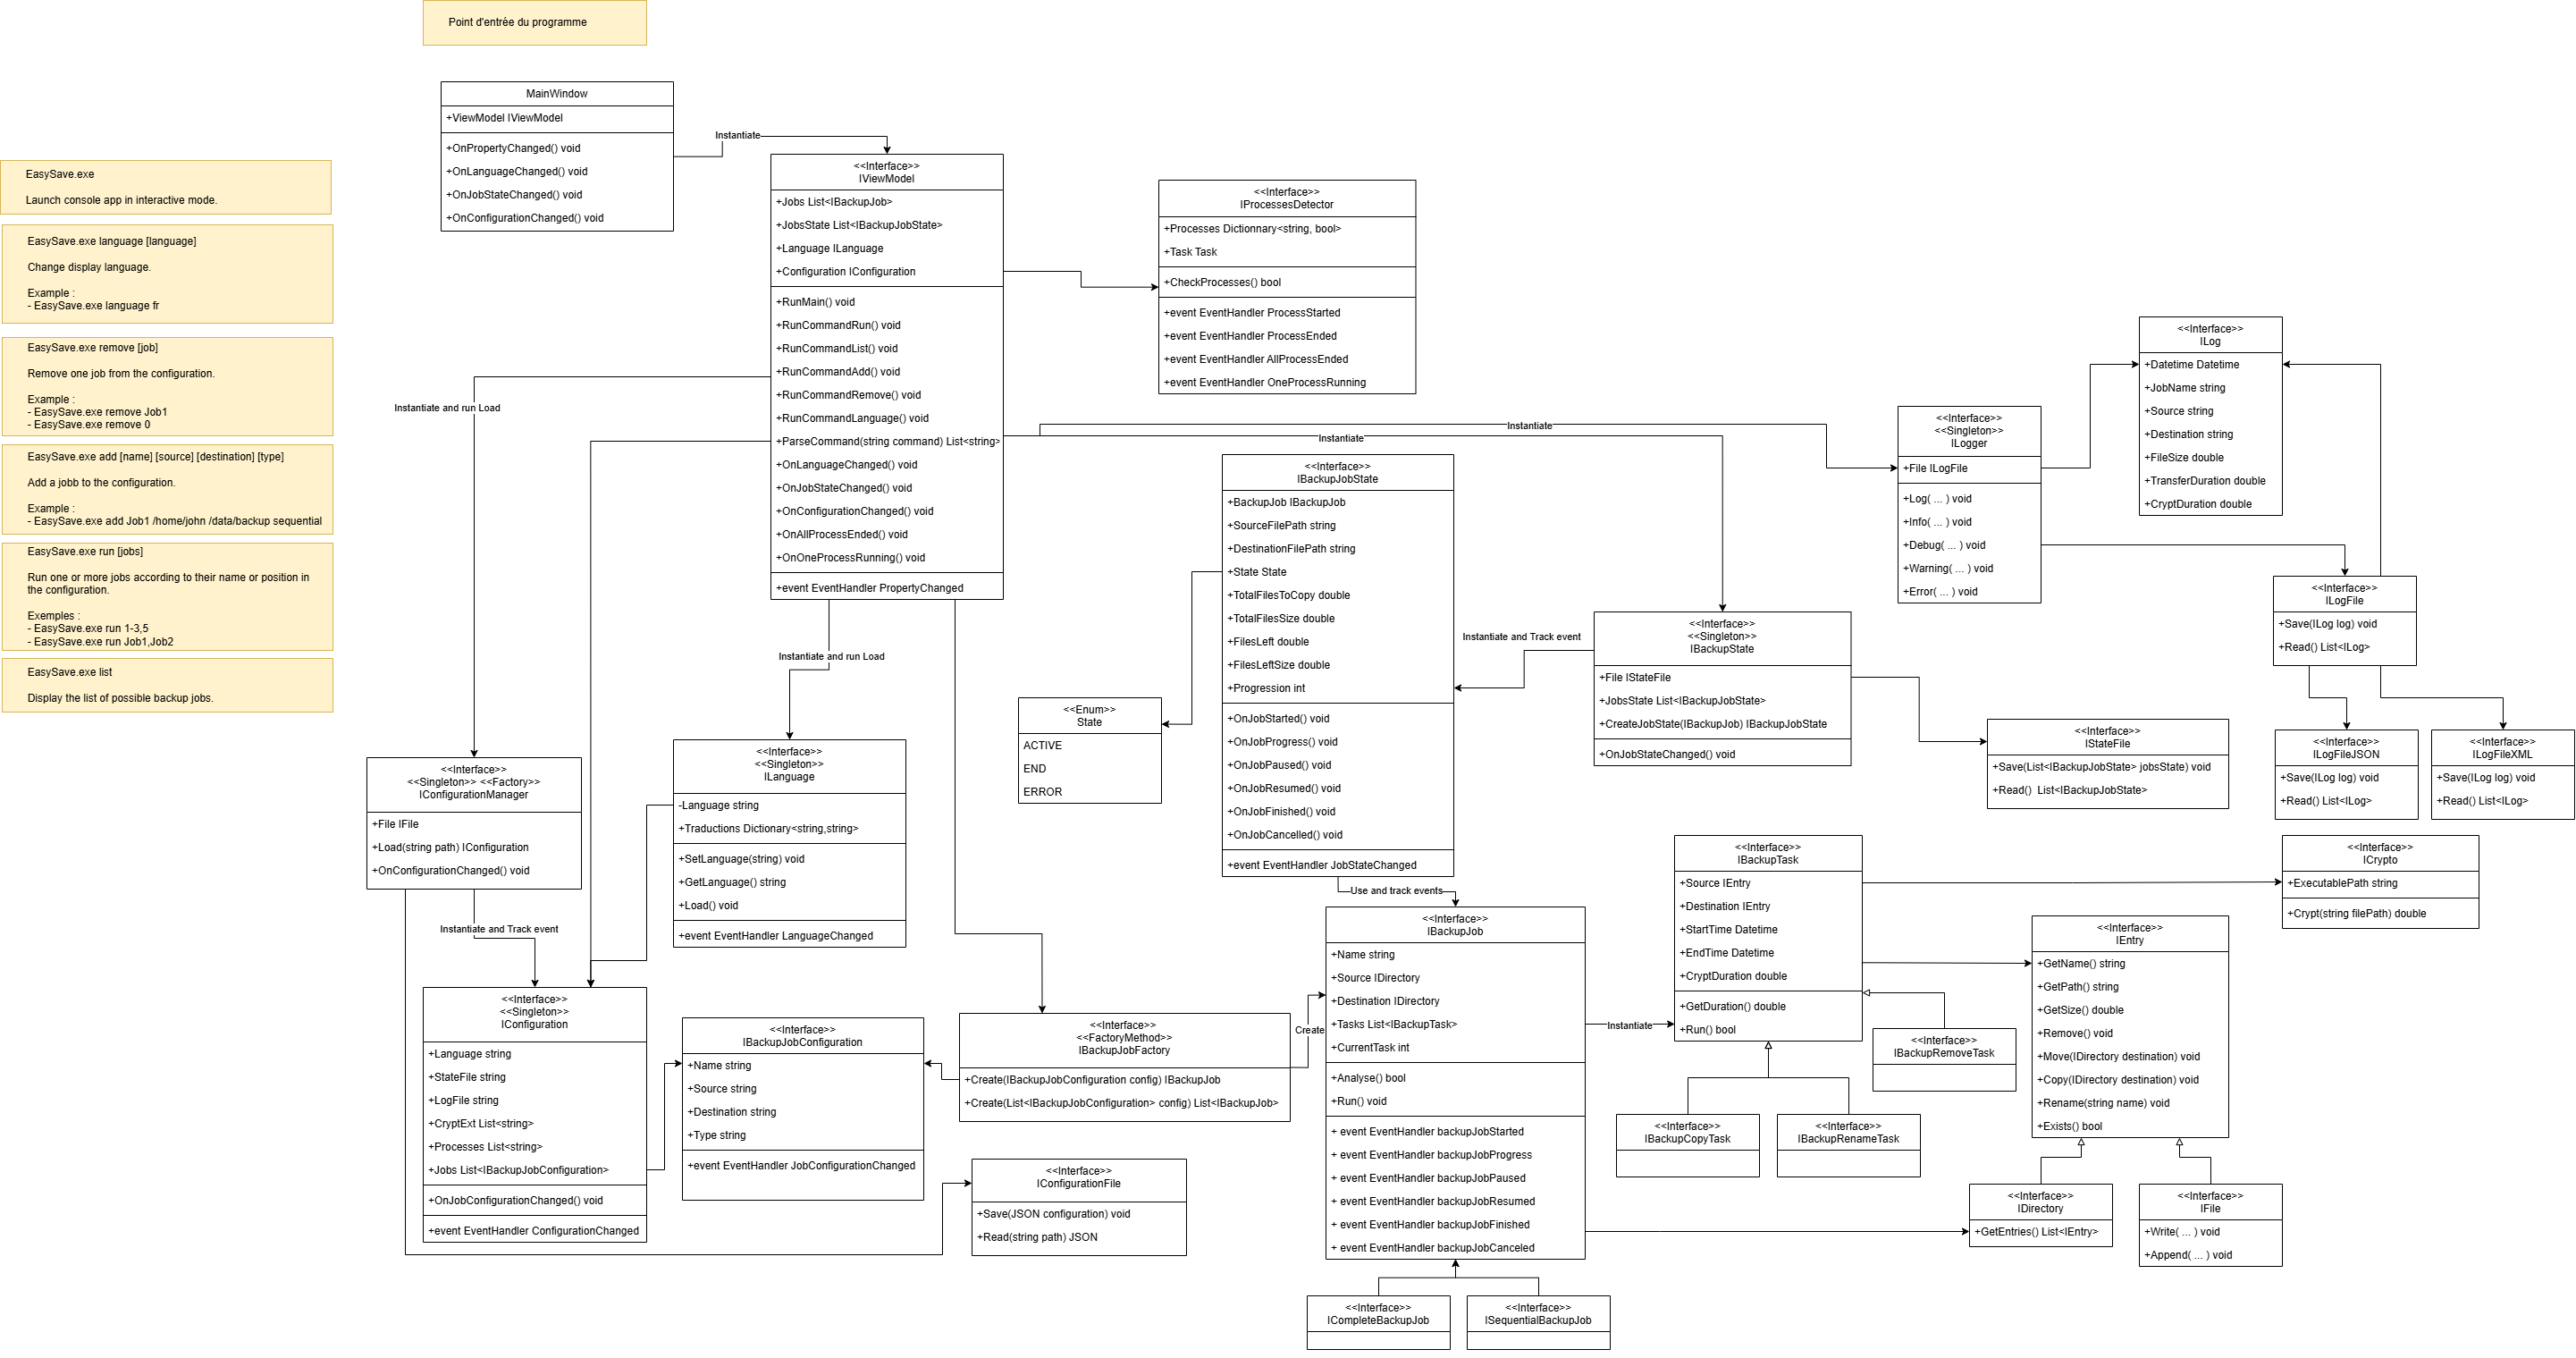 Point d'entrée du programme
EasySave.exe
Launch console app in interactive mode.
EasySave.exe language [language]
Change display language.
Example :
- EasySave.exe language fr
EasySave.exe remove [job]
Remove one job from the configuration.
Example :
- EasySave.exe remove Job1
- EasySave.exe remove 0
EasySave.exe add [name] [source] [destination] [type]
Add a jobb to the configuration.
Example :
- EasySave.exe add Job1 /home/john /data/backup sequential
EasySave.exe run [jobs]
Run one or more jobs according to their name or position in
the configuration.
Exemples :
- EasySave.exe run 1-3,5
- EasySave.exe run Job1,Job2
EasySave.exe list
Display the list of possible backup jobs.
MainWindow
+ViewModel IViewModel
+OnPropertyChanged() void
+OnLanguageChanged() void
+OnJobStateChanged() void
+OnConfigurationChanged() void
Instantiate
<<Interface>>
IViewModel
+Jobs List<IBackupJob>
+JobsState List<IBackupJobState>
+Language ILanguage
+Configuration IConfiguration
+RunMain() void
+RunCommandRun() void
+RunCommandList() void
+RunCommandAdd() void
+RunCommandRemove() void
+RunCommandLanguage() void
+ParseCommand(string command) List<string>
+OnLanguageChanged() void
+OnJobStateChanged() void
+OnConfigurationChanged() void
+OnAllProcessEnded() void
+OnOneProcessRunning() void
+event EventHandler PropertyChanged
<<Interface>>
IProcessesDetector
+Processes Dictionnary<string, bool>
+Task Task
+CheckProcesses() bool
+event EventHandler ProcessStarted
+event EventHandler ProcessEnded
+event EventHandler AllProcessEnded
+event EventHandler OneProcessRunning
Instantiate and run Load
Instantiate
Instantiate
Instantiate and run Load
<<Interface>>
<<Singleton>>
ILogger
+File ILogFile
+Log( ... ) void
+Info( ... ) void
+Debug( ... ) void
+Warning( ... ) void
+Error( ... ) void
<<Interface>>
ILog
+Datetime Datetime
+JobName string
+Source string
+Destination string
+FileSize double
+TransferDuration double
+CryptDuration double
<<Interface>>
ILogFile
+Save(ILog log) void
+Read() List<ILog>
<<Interface>>
ILogFileJSON
+Save(ILog log) void
+Read() List<ILog>
<<Interface>>
ILogFileXML
+Save(ILog log) void
+Read() List<ILog>
<<Interface>>
IBackupJobState
+BackupJob IBackupJob
+SourceFilePath string
+DestinationFilePath string
+State State
+TotalFilesToCopy double
+TotalFilesSize double
+FilesLeft double
+FilesLeftSize double
+Progression int
+OnJobStarted() void
+OnJobProgress() void
+OnJobPaused() void
+OnJobResumed() void
+OnJobFinished() void
+OnJobCancelled() void
+event EventHandler JobStateChanged
<<Enum>>
State
ACTIVE
END
ERROR
Instantiate and Track event
<<Interface>>
<<Singleton>>
IBackupState
+File IStateFile
+JobsState List<IBackupJobState>
+CreateJobState(IBackupJob) IBackupJobState
+OnJobStateChanged() void
<<Interface>>
IStateFile
+Save(List<IBackupJobState> jobsState) void
+Read()  List<IBackupJobState>
<<Interface>>
<<Singleton>> <<Factory>>
IConfigurationManager
+File IFile
+Load(string path) IConfiguration
+OnConfigurationChanged() void
Instantiate and Track event
<<Interface>>
<<Singleton>>
ILanguage
-Language string
+Traductions Dictionary<string,string>
+SetLanguage(string) void
+GetLanguage() string
+Load() void
+event EventHandler LanguageChanged
<<Interface>>
<<Singleton>>
IConfiguration
+Language string
+StateFile string
+LogFile string
+CryptExt List<string>
+Processes List<string>
+Jobs List<IBackupJobConfiguration>
+OnJobConfigurationChanged() void
+event EventHandler ConfigurationChanged
<<Interface>>
IBackupJobConfiguration
+Name string
+Source string
+Destination string
+Type string
+event EventHandler JobConfigurationChanged
<<Interface>>
<<FactoryMethod>>
IBackupJobFactory
+Create(IBackupJobConfiguration config) IBackupJob
+Create(List<IBackupJobConfiguration> config) List<IBackupJob>
<<Interface>>
IConfigurationFile
+Save(JSON configuration) void
+Read(string path) JSON
Create
Use and track events
<<Interface>>
IBackupJob
+Name string
+Source IDirectory
+Destination IDirectory
+Tasks List<IBackupTask>
+CurrentTask int
+Analyse() bool
+Run() void
+ event EventHandler backupJobStarted
+ event EventHandler backupJobProgress
+ event EventHandler backupJobPaused
+ event EventHandler backupJobResumed
+ event EventHandler backupJobFinished
+ event EventHandler backupJobCanceled
<<Interface>>
ICompleteBackupJob
<<Interface>>
ISequentialBackupJob
Instantiate
<<Interface>>
IBackupTask
+Source IEntry
+Destination IEntry
+StartTime Datetime
+EndTime Datetime
+CryptDuration double
+GetDuration() double
+Run() bool
<<Interface>>
IBackupRemoveTask
<<Interface>>
IBackupCopyTask
<<Interface>>
IBackupRenameTask
<<Interface>>
ICrypto
+ExecutablePath string
+Crypt(string filePath) double
<<Interface>>
IEntry
+GetName() string
+GetPath() string
+GetSize() double
+Remove() void
+Move(IDirectory destination) void
+Copy(IDirectory destination) void
+Rename(string name) void
+Exists() bool
<<Interface>>
IDirectory
+GetEntries() List<IEntry>
<<Interface>>
IFile
+Write( ... ) void
+Append( ... ) void